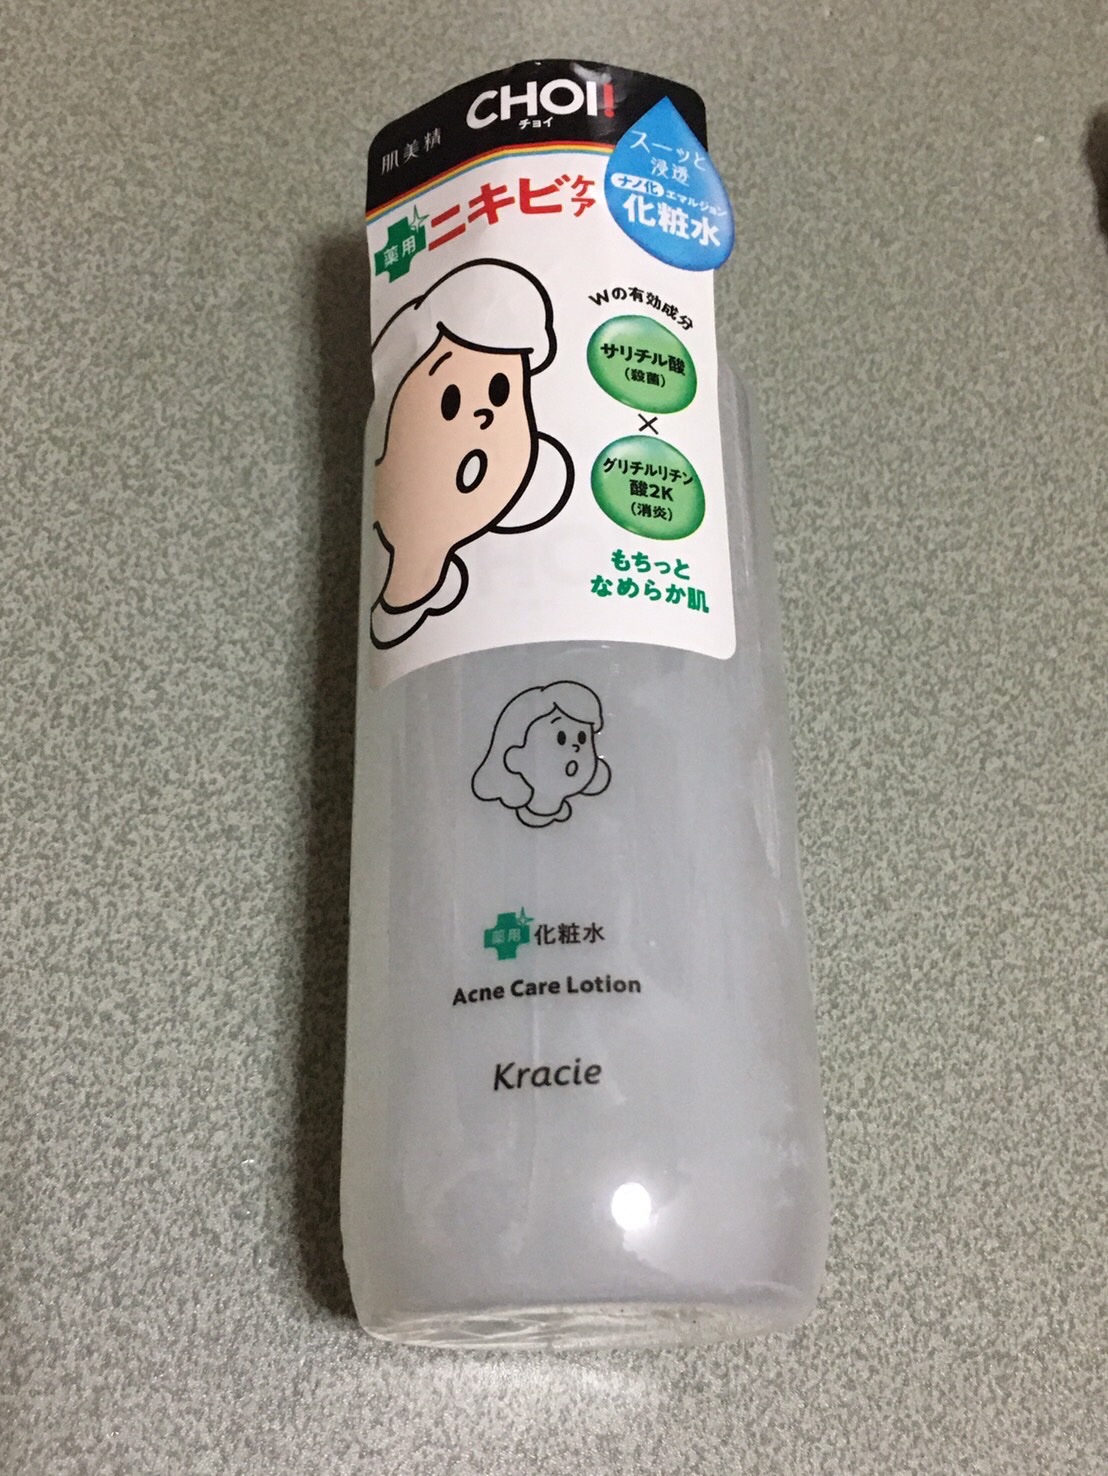 CHOI!
チョイ
肌美精
薬用
ニキビケア
スーッと
浸透
ナノ化 エマルジョン
化粧水
Wの有効成分
サリチル酸
(殺菌)
×
グリチルリチン
酸2K
(消炎)
もちっと
なめらか肌
薬用 化粧水
Acne Care Lotion
Kracie